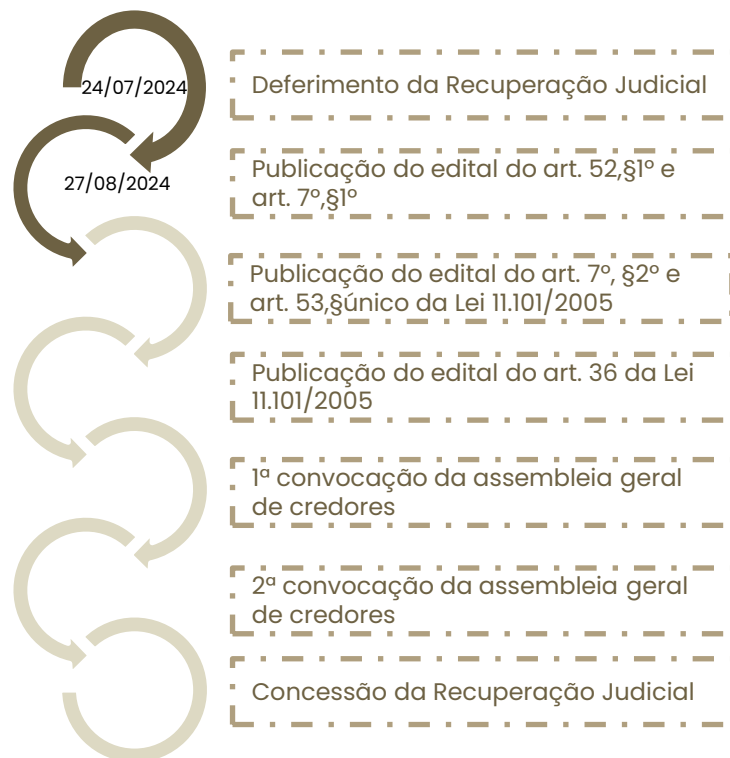 24/07/2024
Deferimento da Recuperação Judicial
27/08/2024
Publicação do edital do art. 52,§1º e
art. 7º,§1º
Publicação do edital do art. 7º, §2º e
art. 53,§único da Lei 11.101/2005
Publicação do edital do art. 36 da Lei
11.101/2005
1ª convocação da assembleia geral
de credores
2ª convocação da assembleia geral
de credores
Concessão da Recuperação Judicial